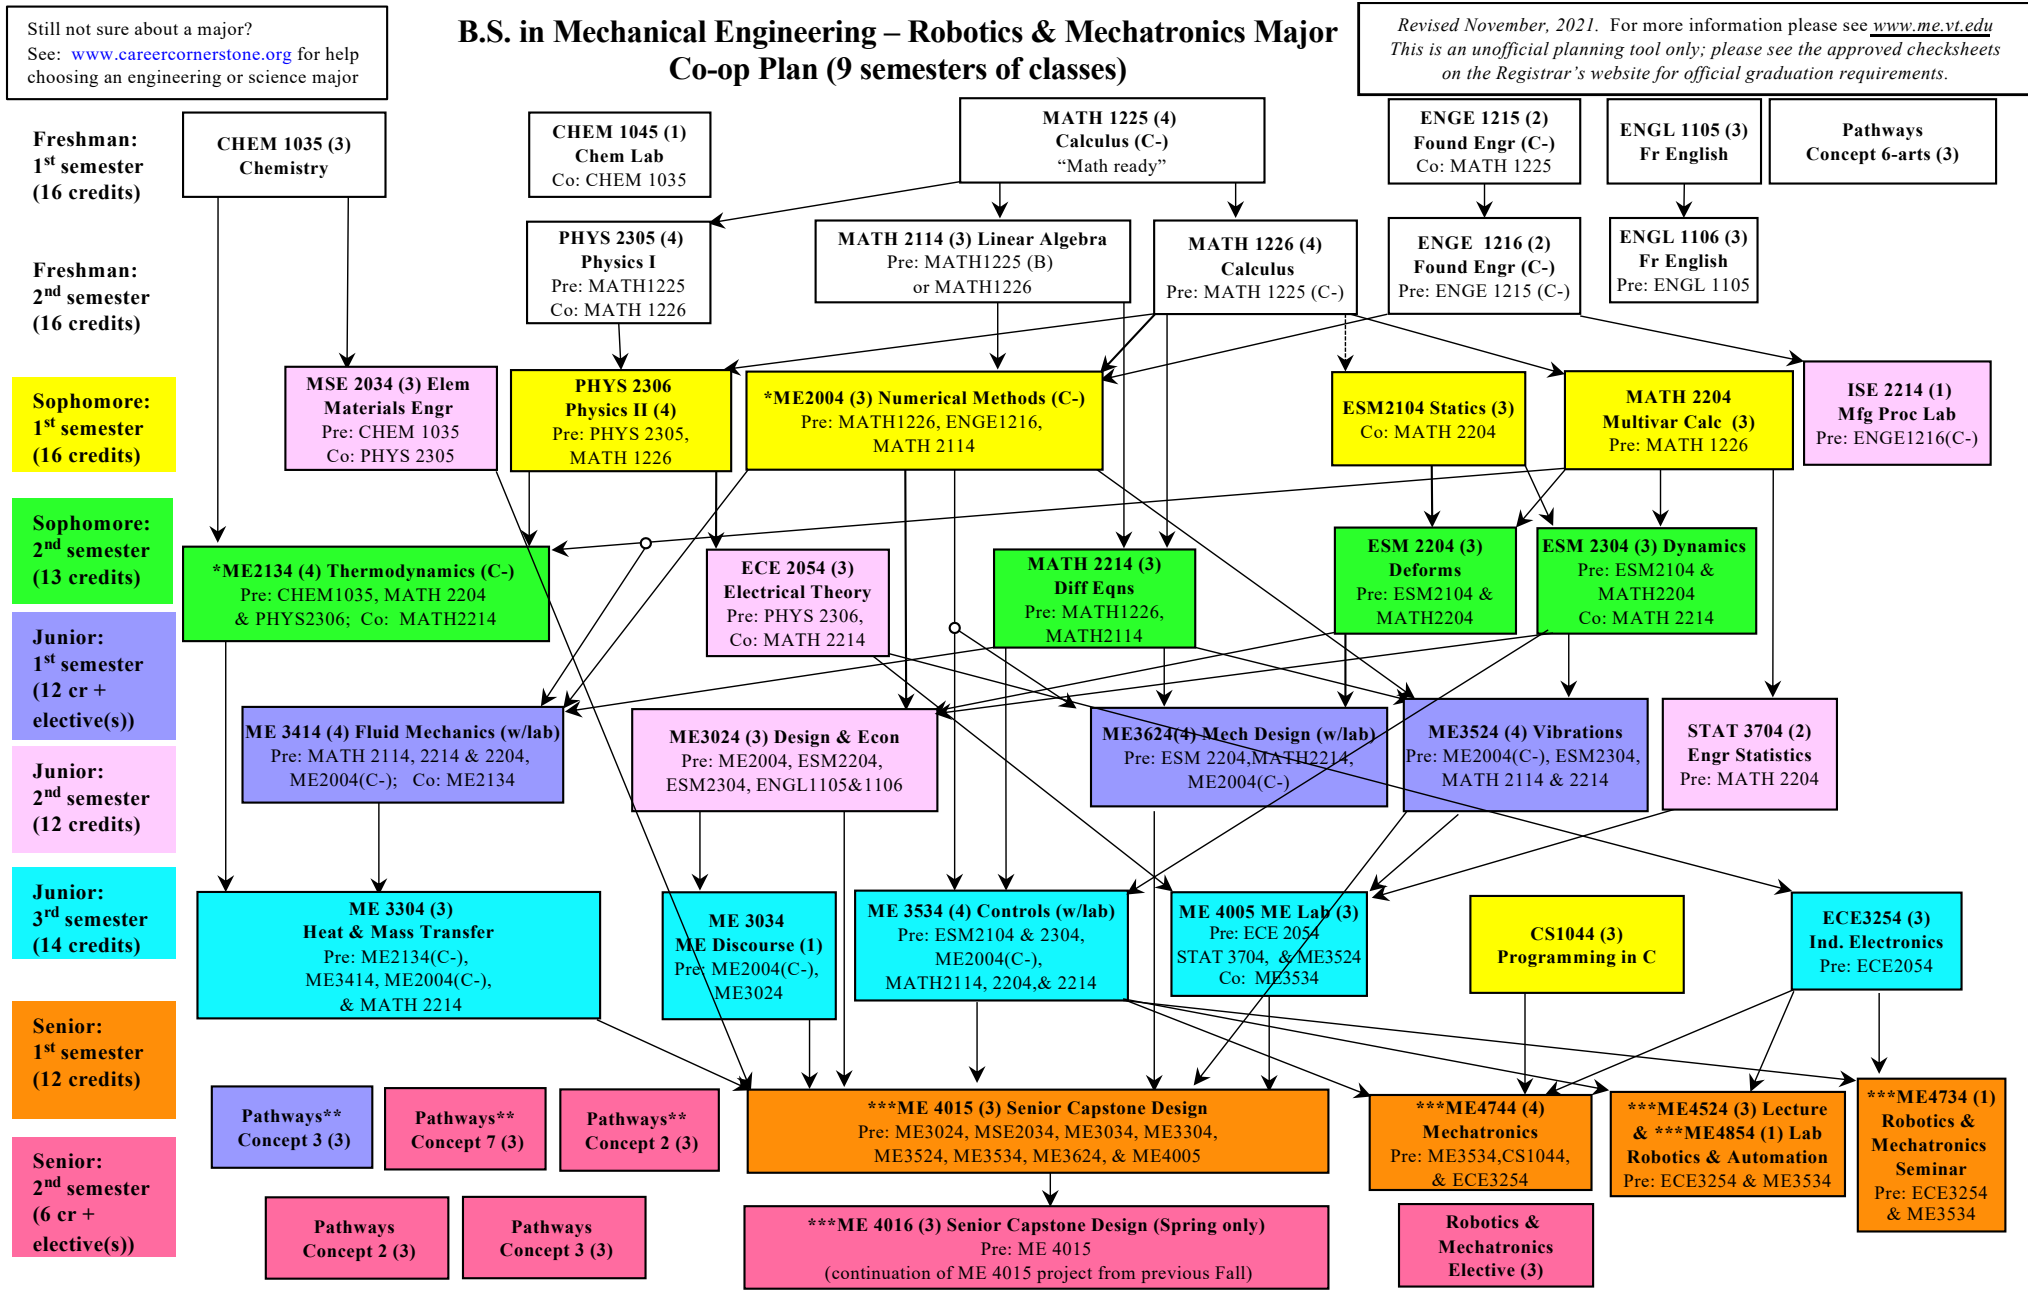 Still not sure about a major?
See: www.careercornerstone.org for help
choosing an engineering or science major
B.S. in Mechanical Engineering – Robotics & Mechatronics Major
Co-op Plan (9 semesters of classes)
Revised November, 2021. For more information please see www.me.vt.edu
This is an unofficial planning tool only; please see the approved checksheets
on the Registrar's website for official graduation requirements.
Freshman:
1st semester
(16 credits)
CHEM 1035 (3)
Chemistry
CHEM 1045 (1)
Chem Lab
Co: CHEM 1035
MATH 1225 (4)
Calculus (C-)
“Math ready”
ENGE 1215 (2)
Found Engr (C-)
Co: MATH 1225
ENGL 1105 (3)
Fr English
Pathways
Concept 6-arts (3)
Freshman:
2nd semester
(16 credits)
PHYS 2305 (4)
Physics I
Pre: MATH1225
Co: MATH 1226
MATH 2114 (3) Linear Algebra
Pre: MATH1225 (B)
or MATH1226
MATH 1226 (4)
Calculus
Pre: MATH 1225 (C-)
ENGE 1216 (2)
Found Engr (C-)
Pre: ENGE 1215 (C-)
ENGL 1106 (3)
Fr English
Pre: ENGL 1105
Sophomore:
1st semester
(16 credits)
MSE 2034 (3) Elem
Materials Engr
Pre: CHEM 1035
Co: PHYS 2305
PHYS 2306
Physics II (4)
Pre: PHYS 2305,
MATH 1226
*ME2004 (3) Numerical Methods (C-)
Pre: MATH1226, ENGE1216,
MATH 2114
ESM2104 Statics (3)
Co: MATH 2204
MATH 2204
Multivar Calc (3)
Pre: MATH 1226
ISE 2214 (1)
Mfg Proc Lab
Pre: ENGE1216(C-)
Sophomore:
2nd semester
(13 credits)
*ME2134 (4) Thermodynamics (C-)
Pre: CHEM1035, MATH 2204
& PHYS2306; Co: MATH2214
ECE 2054 (3)
Electrical Theory
Pre: PHYS 2306,
Co: MATH 2214
MATH 2214 (3)
Diff Eqns
Pre: MATH1226,
MATH2114
ESM 2204 (3)
Deforms
Pre: ESM2104 &
MATH2204
ESM 2304 (3) Dynamics
Pre: ESM2104 &
MATH2204
Co: MATH 2214
Junior:
1st semester
(12 cr +
elective(s))
ME 3414 (4) Fluid Mechanics (w/lab)
Pre: MATH 2114, 2214 & 2204,
ME2004(C-); Co: ME2134
ME3024 (3) Design & Econ
Pre: ME2004, ESM2204,
ESM2304, ENGL1105&1106
ME3624(4) Mech Design (w/lab)
Pre: ESM 2204,MATH2214,
ME2004(C-)
ME3524 (4) Vibrations
Pre: ME2004(C-), ESM2304,
MATH 2114 & 2214
STAT 3704 (2)
Engr Statistics
Pre: MATH 2204
Junior:
2nd semester
(12 credits)
Junior:
3rd semester
(14 credits)
ME 3304 (3)
Heat & Mass Transfer
Pre: ME2134(C-),
ME3414, ME2004(C-),
& MATH 2214
ME 3034
ME Discourse (1)
Pre: ME2004(C-),
ME3024
ME 3534 (4) Controls (w/lab)
Pre: ESM2104 & 2304,
ME2004(C-),
MATH2114, 2204,& 2214
ME 4005 ME Lab (3)
Pre: ECE 2054
STAT 3704, & ME3524
Co: ME3534
CS1044 (3)
Programming in C
ECE3254 (3)
Ind. Electronics
Pre: ECE2054
Senior:
1st semester
(12 credits)
Pathways**
Concept 3 (3)
Pathways**
Concept 7 (3)
Pathways**
Concept 2 (3)
***ME 4015 (3) Senior Capstone Design
Pre: ME3024, MSE2034, ME3034, ME3304,
ME3524, ME3534, ME3624, & ME4005
***ME4744 (4)
Mechatronics
Pre: ME3534,CS1044,
& ECE3254
***ME4524 (3) Lecture
& ***ME4854 (1) Lab
Robotics & Automation
Pre: ECE3254 & ME3534
***ME4734 (1)
Robotics &
Mechatronics
Seminar
Pre: ECE3254
& ME3534
Senior:
2nd semester
(6 cr +
elective(s))
Pathways
Concept 2 (3)
Pathways
Concept 3 (3)
***ME 4016 (3) Senior Capstone Design (Spring only)
Pre: ME 4015
(continuation of ME 4015 project from previous Fall)
Robotics &
Mechatronics
Elective (3)